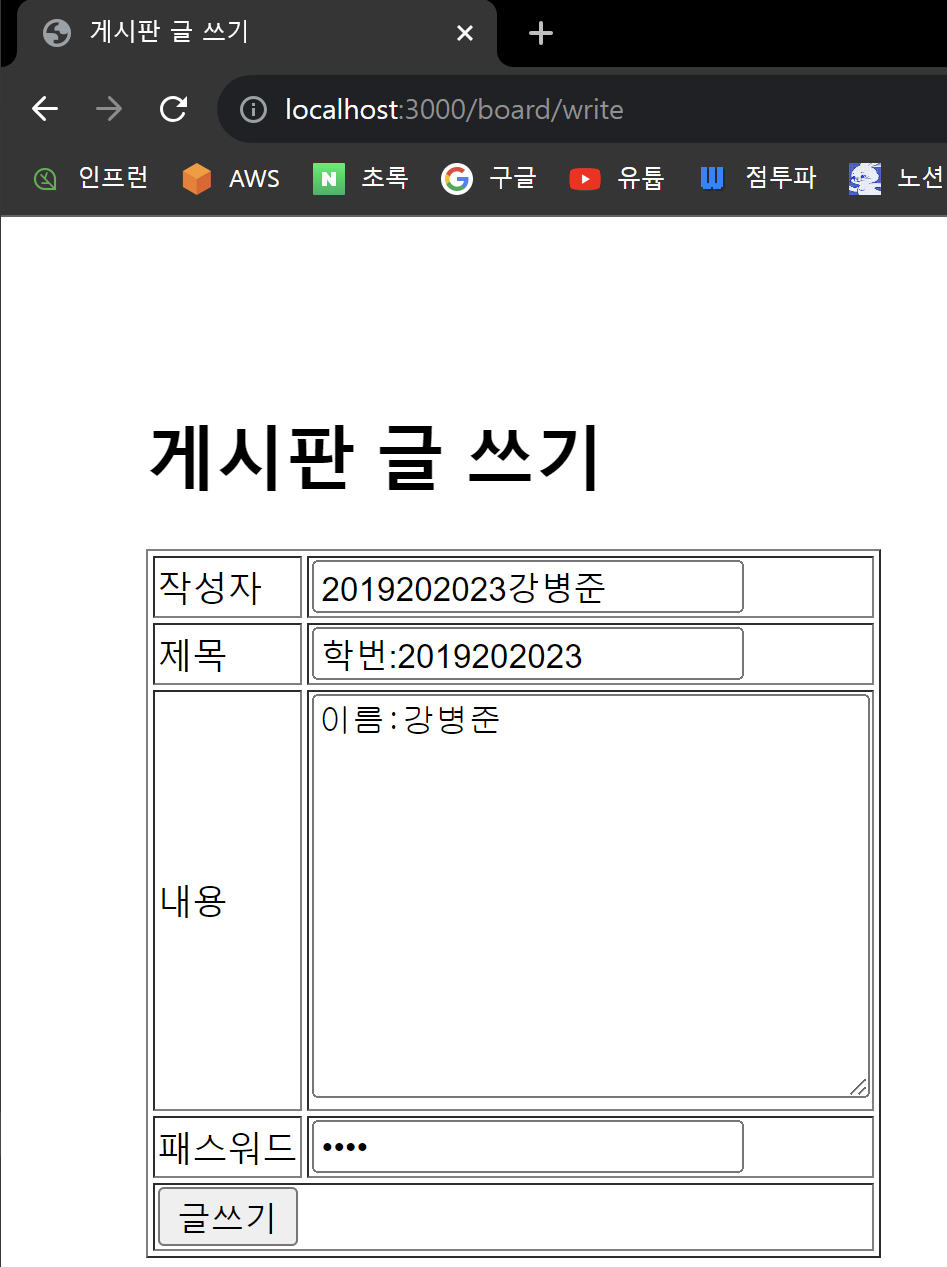 게시판 글 쓰기
localhost:3000/board/write
인프런 AWS 초록 구글 유튭 점투파 노션
게시판 글 쓰기
작성자 2019202023강병준
제목 학번:2019202023
내용 이름:강병준
패스워드 ••••
글쓰기